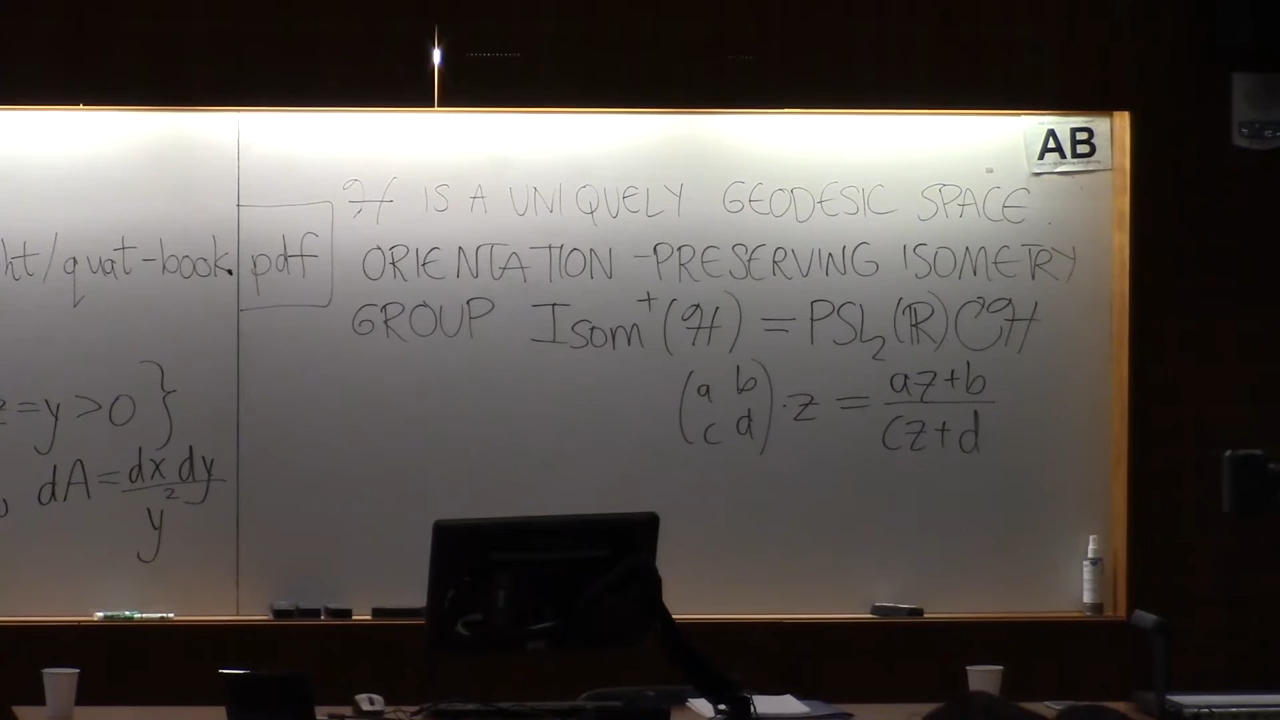 ht/quat-book.pdf
z=y>0}
dA=dx dy/y²
ℋ IS A UNIQUELY GEODESIC SPACE.
ORIENTATION-PRESERVING ISOMETRY
GROUP Isom⁺(ℋ) = PSL₂(ℝ)↻ℋ
(a b
c d)·z = az+b/cz+d
AB